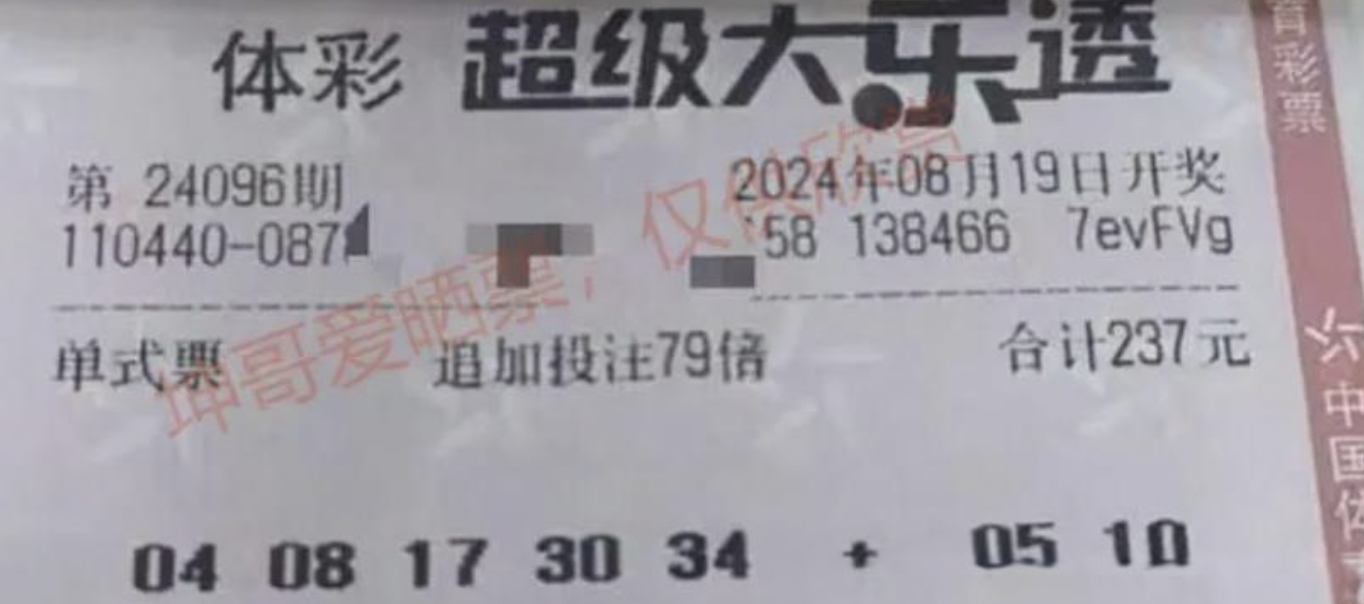 体彩 超级大乐透
第 24096期 2024年08月19日开奖
110440-087 58 138466 7evFVg
单式票 追加投注79倍 合计237元
04 08 17 30 34 + 05 10
坤哥爱晒票，仅供欣赏
育彩票
中国体